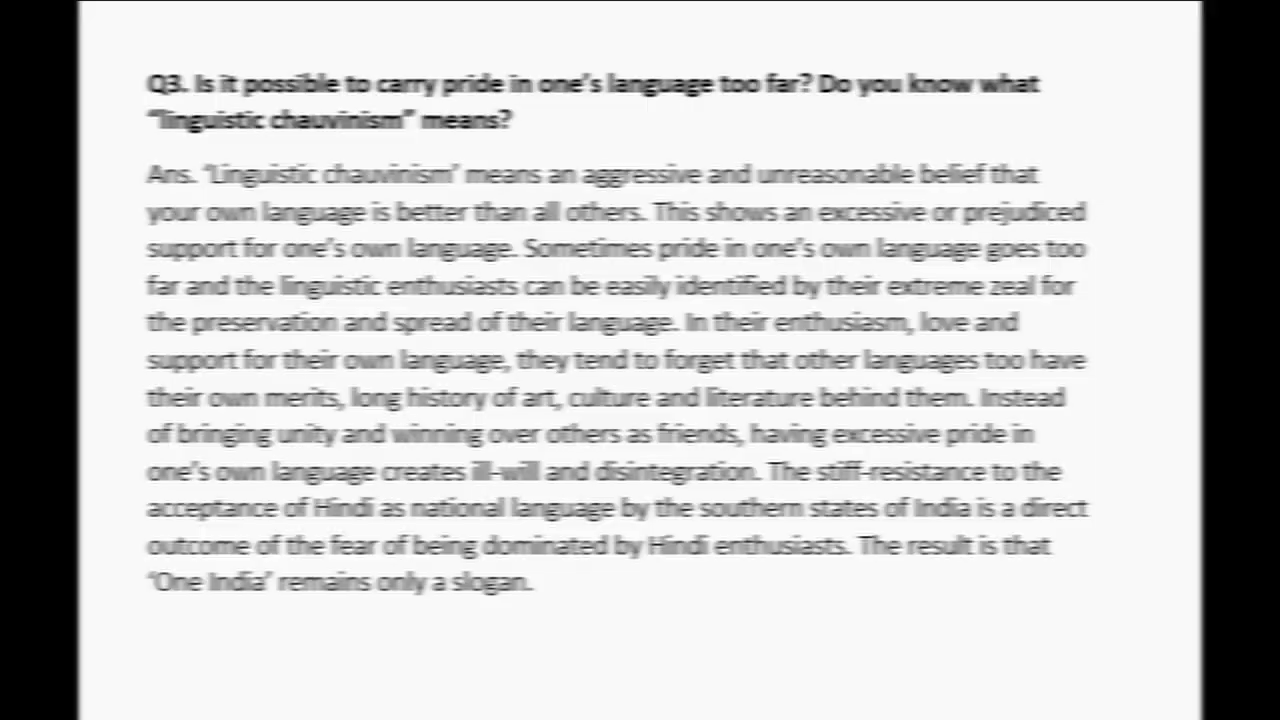 Q3. Is it possible to carry pride in one's language too far? Do you know what
"linguistic chauvinism" means?
Ans. 'Linguistic chauvinism' means an aggressive and unreasonable belief that
your own language is better than all others. This shows an excessive or prejudiced
support for one's own language. Sometimes pride in one's own language goes too
far and the linguistic enthusiasts can be easily identified by their extreme zeal for
the preservation and spread of their language. In their enthusiasm, love and
support for their own language, they tend to forget that other languages too have
their own merits, long history of art, culture and literature behind them. Instead
of bringing unity and winning over others as friends, having excessive pride in
one's own language creates ill-will and disintegration. The stiff-resistance to the
acceptance of Hindi as national language by the southern states of India is a direct
outcome of the fear of being dominated by Hindi enthusiasts. The result is that
'One India' remains only a slogan.